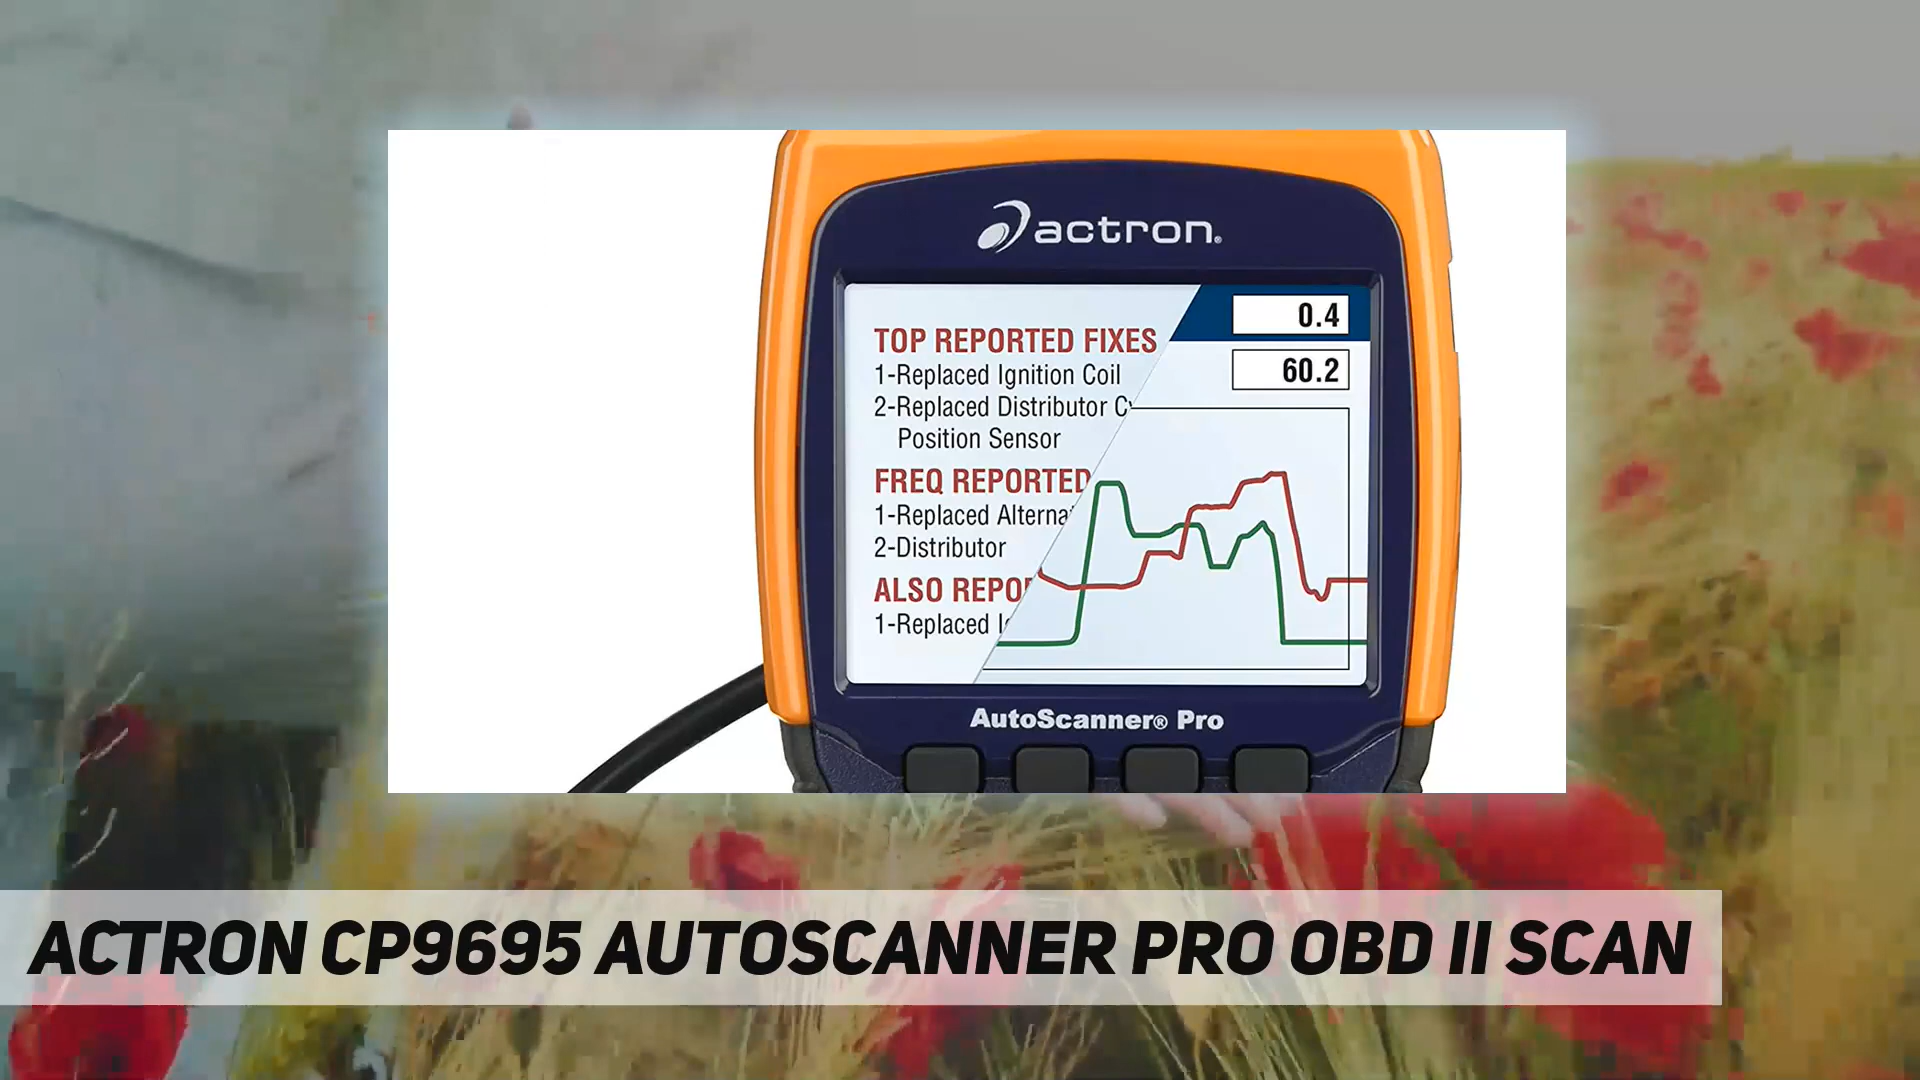 actron®
TOP REPORTED FIXES
1-Replaced Ignition Coil
2-Replaced Distributor
Position Sensor
FREQ REPORTED
1-Replaced
2-Distributor
ALSO
1-Replaced
0.4
60.2
AutoScanner® Pro
ACTRON CP9695 AUTOSCANNER PRO OBD II SCAN